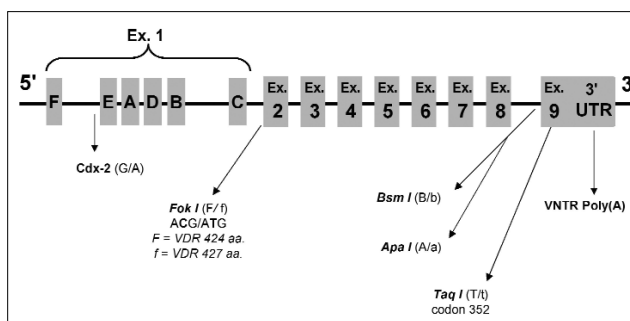 Ex. 1
5'
3'
F
E
A
D
B
C
Ex. 2
Ex. 3
Ex. 4
Ex. 5
Ex. 6
Ex. 7
Ex. 8
Ex. 9
3'
UTR
Cdx-2 (G/A)
Fok I (F/f)
ACG/ATG
F = VDR 424 aa.
f = VDR 427 aa.
Bsm I (B/b)
Apa I (A/a)
Taq I (T/t)
codon 352
VNTR Poly(A)